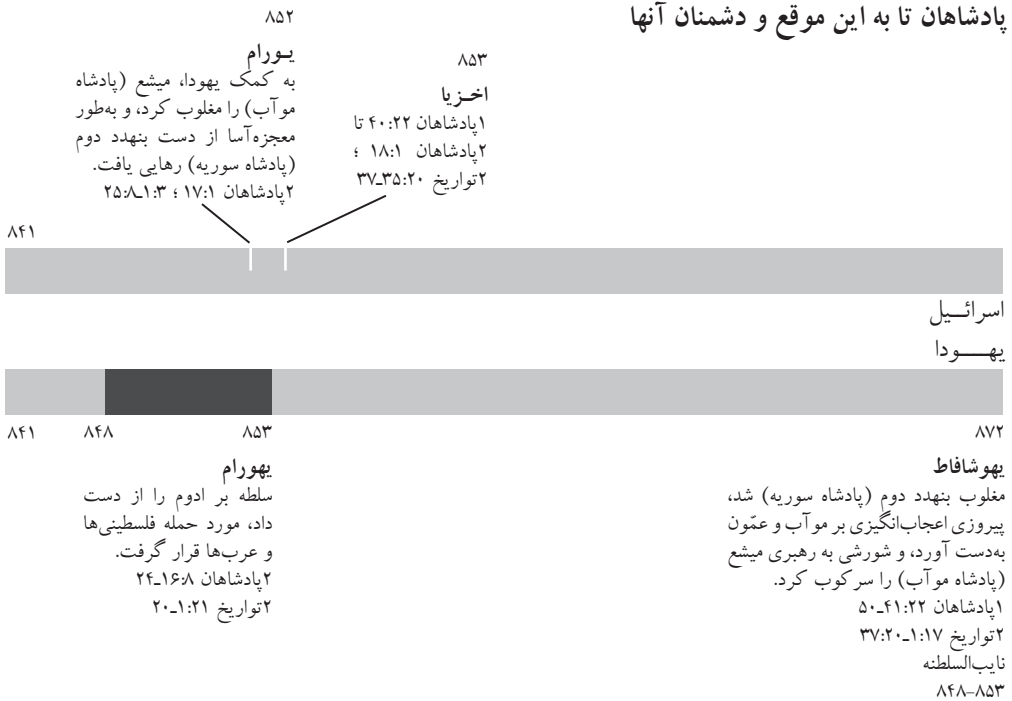 پادشاهان تا به این موقع و دشمنان آنها
۸۵۳
اخـزیا
۱پادشاهان ۴۰:۲۲ تا
۲پادشاهان ۱۸:۱ ؛
۲تواریخ ۳۵:۲۰ـ۳۷
۸۵۲
یـورام
به کمک یهودا، میشع (پادشاه
موآب) را مغلوب کرد، و به‌طور
معجزه‌آسا از دست بنهدد دوم
(پادشاه سوریه) رهایی یافت.
۲پادشاهان ۱۷:۱ ؛ ۱:۳ـ۲۵:۸
۸۴۱
اسرائـــیل
یهـــــودا
۸۷۲
یهوشافاط
مغلوب بنهدد دوم (پادشاه سوریه) شد،
پیروزی اعجاب‌انگیزی بر موآب و عمّون
به‌دست آورد، و شورشی به رهبری میشع
(پادشاه موآب) را سرکوب کرد.
۱پادشاهان ۴۱:۲۲ـ۵۰
۲تواریخ ۱:۱۷ـ۳۷:۲۰
نایب‌السلطنه
۸۴۸–۸۵۳
۸۵۳
یهورام
سلطه بر ادوم را از دست
داد، مورد حمله فلسطینی‌ها
و عرب‌ها قرار گرفت.
۲پادشاهان ۱۶:۸ـ۲۴
۲تواریخ ۱:۲۱ـ۲۰
۸۴۸
۸۴۱